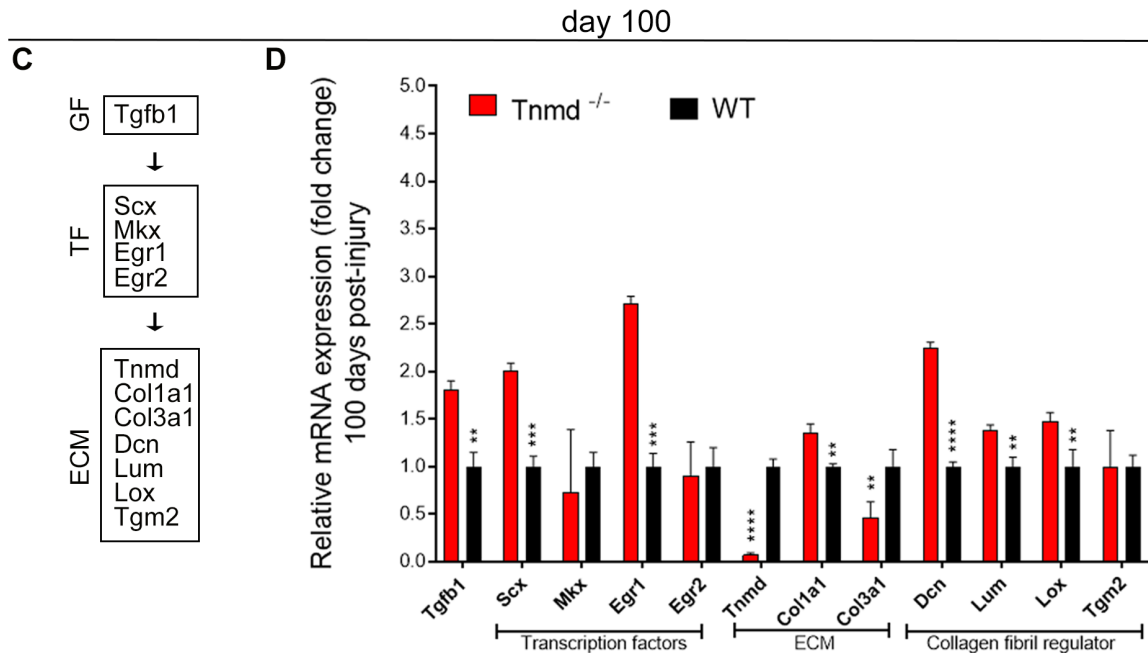 day 100
C
GF
Tgfb1
TF
Scx
Mkx
Egr1
Egr2
ECM
Tnmd
Col1a1
Col3a1
Dcn
Lum
Lox
Tgm2
D
Relative mRNA expression (fold change)
100 days post-injury
Tnmd -/-
WT
5.0
4.5
4.0
3.5
3.0
2.5
2.0
1.5
1.0
0.5
0.0
**
***
***
****
**
**
****
**
**
Tgfb1
Scx
Mkx
Egr1
Egr2
Tnmd
Col1a1
Col3a1
Dcn
Lum
Lox
Tgm2
Transcription factors
ECM
Collagen fibril regulator